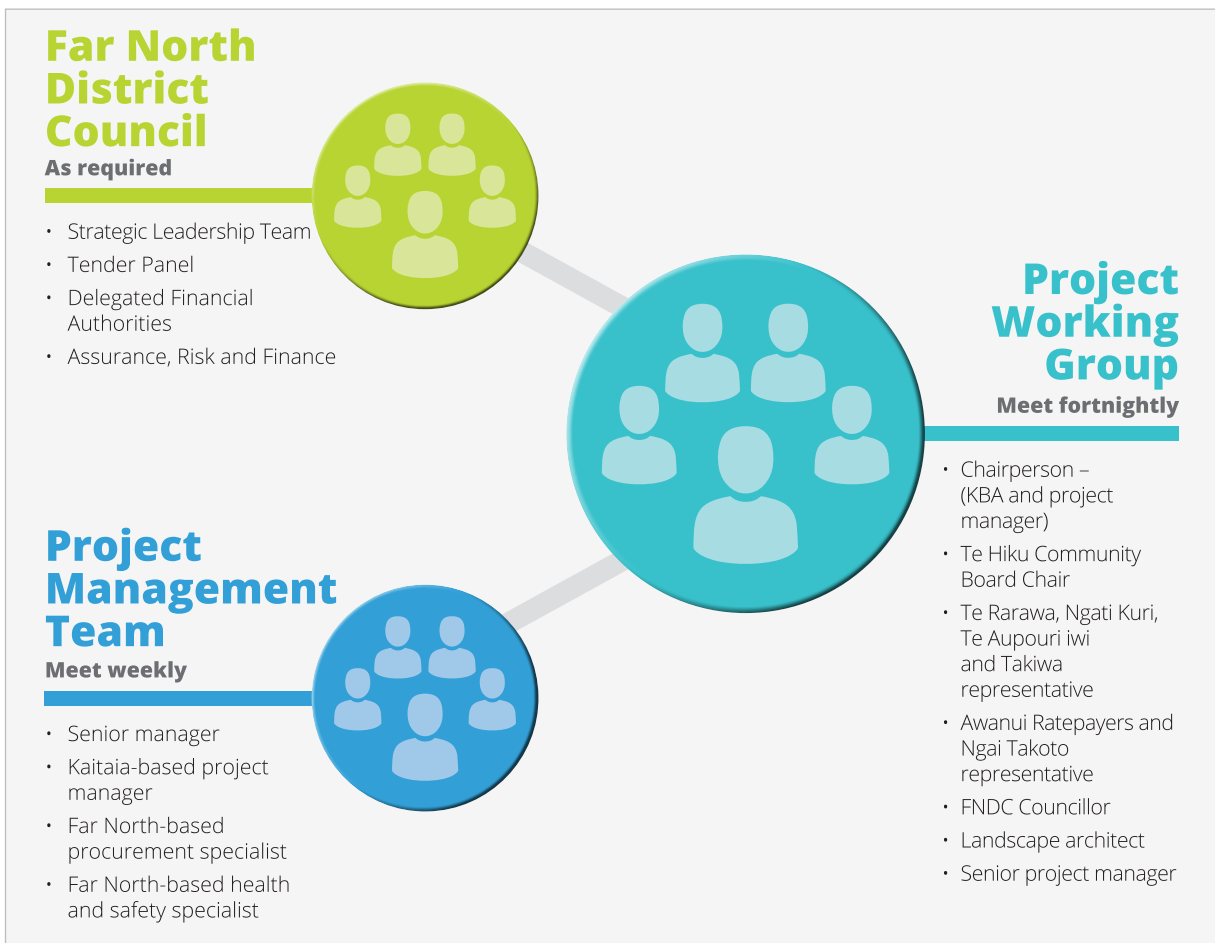 Far North
District
Council
As required
• Strategic Leadership Team
• Tender Panel
• Delegated Financial
Authorities
• Assurance, Risk and Finance
Project
Management
Team
Meet weekly
• Senior manager
• Kaitaia-based project
manager
• Far North-based
procurement specialist
• Far North-based health
and safety specialist
Project
Working
Group
Meet fortnightly
• Chairperson –
(KBA and project
manager)
• Te Hiku Community
Board Chair
• Te Rarawa, Ngati Kuri,
Te Aupouri iwi
and Takiwa
representative
• Awanui Ratepayers and
Ngai Takoto
representative
• FNDC Councillor
• Landscape architect
• Senior project manager